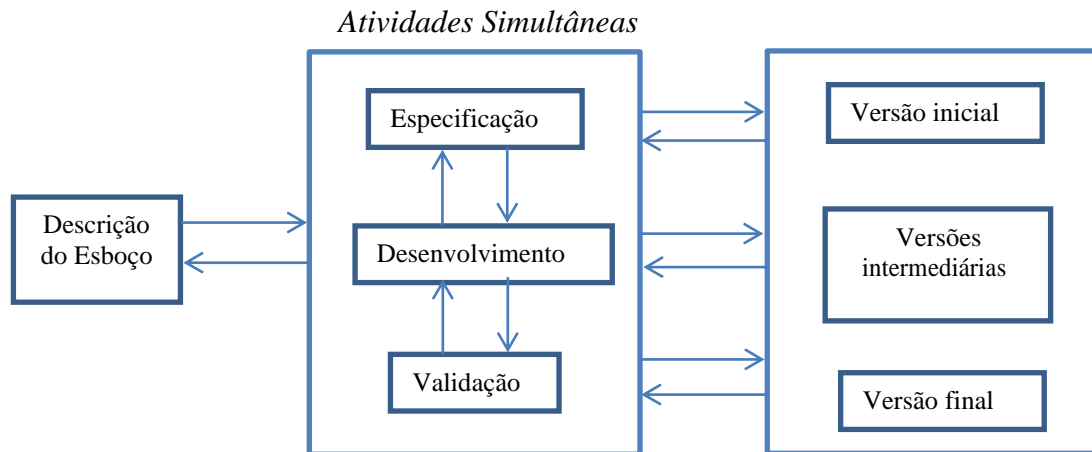 Atividades Simultâneas
Especificação
Versão inicial
Descrição
do Esboço
Desenvolvimento
Versões
intermediárias
Validação
Versão final